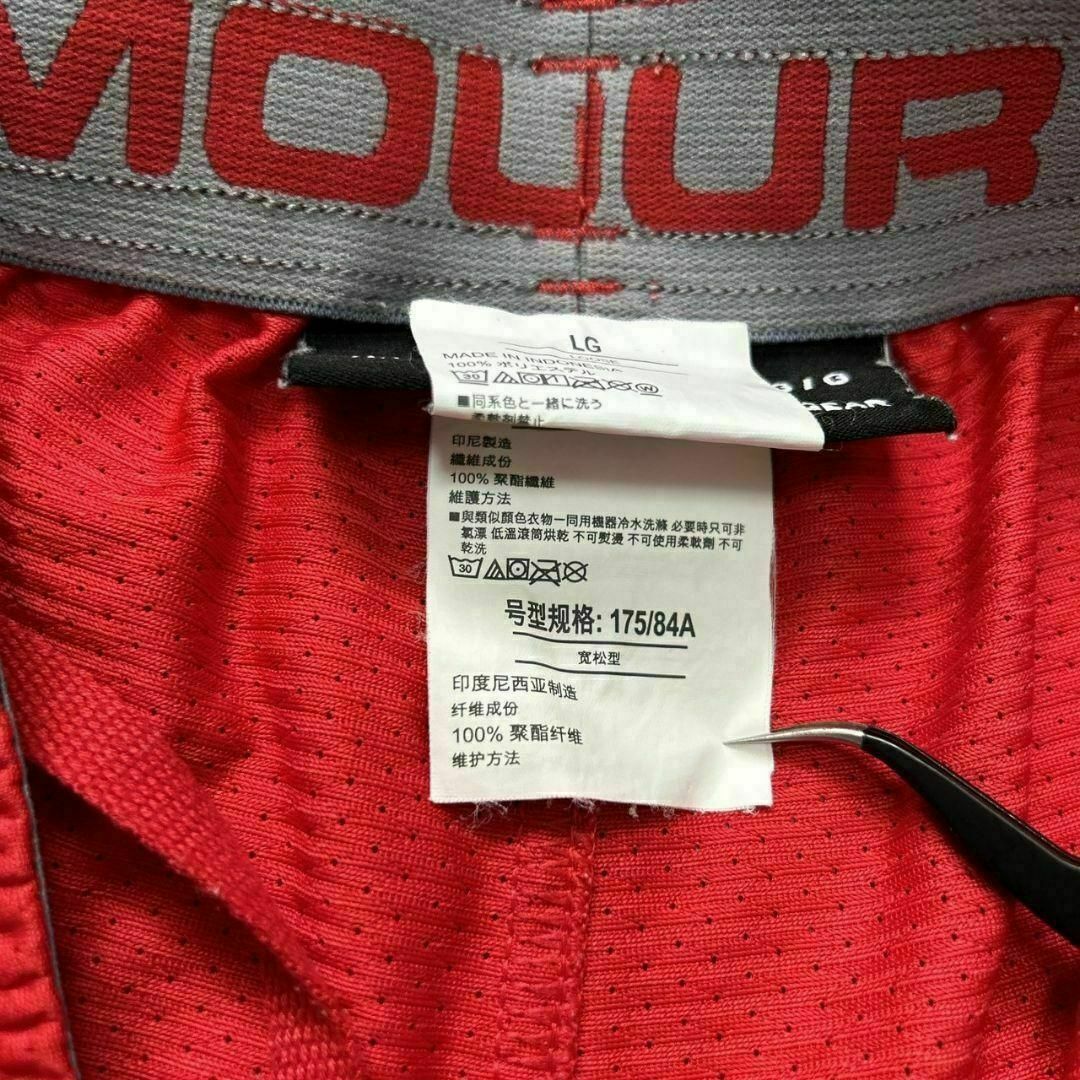 MOUR
LG
LOOSE
MADE IN INDONESIA
100% ポリエステル
30 W
■同系色と一緒に洗う
柔軟剤禁止
GEAR
印尼製造
纖維成份
100% 聚酯纖維
維護方法
■與類似顏色衣物一同用機器冷水洗滌 必要時只可非
氯漂 低溫滾筒烘乾 不可熨燙 不可使用柔軟劑 不可
乾洗
30
号型规格: 175/84A
宽松型
印度尼西亚制造
纤维成份
100% 聚酯纤维
维护方法